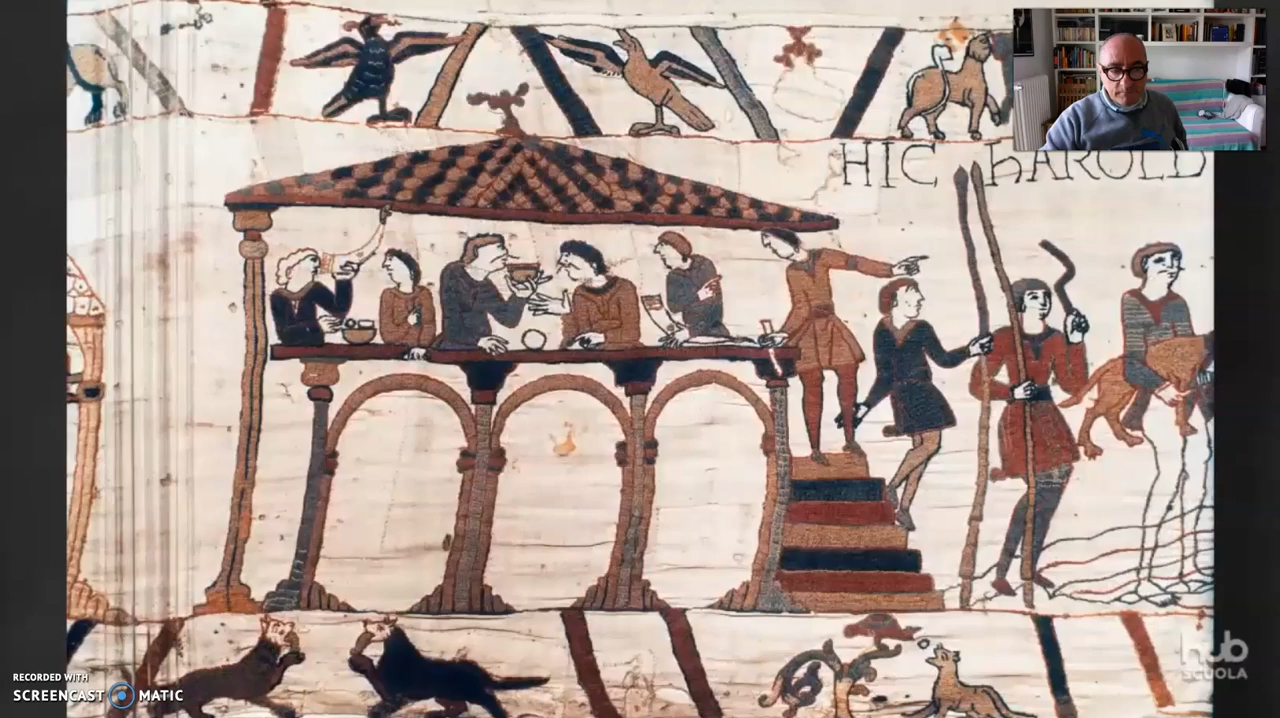 HIC hAROLD
RECORDED WITH
SCREENCAST MATIC
hub
SCUOLA